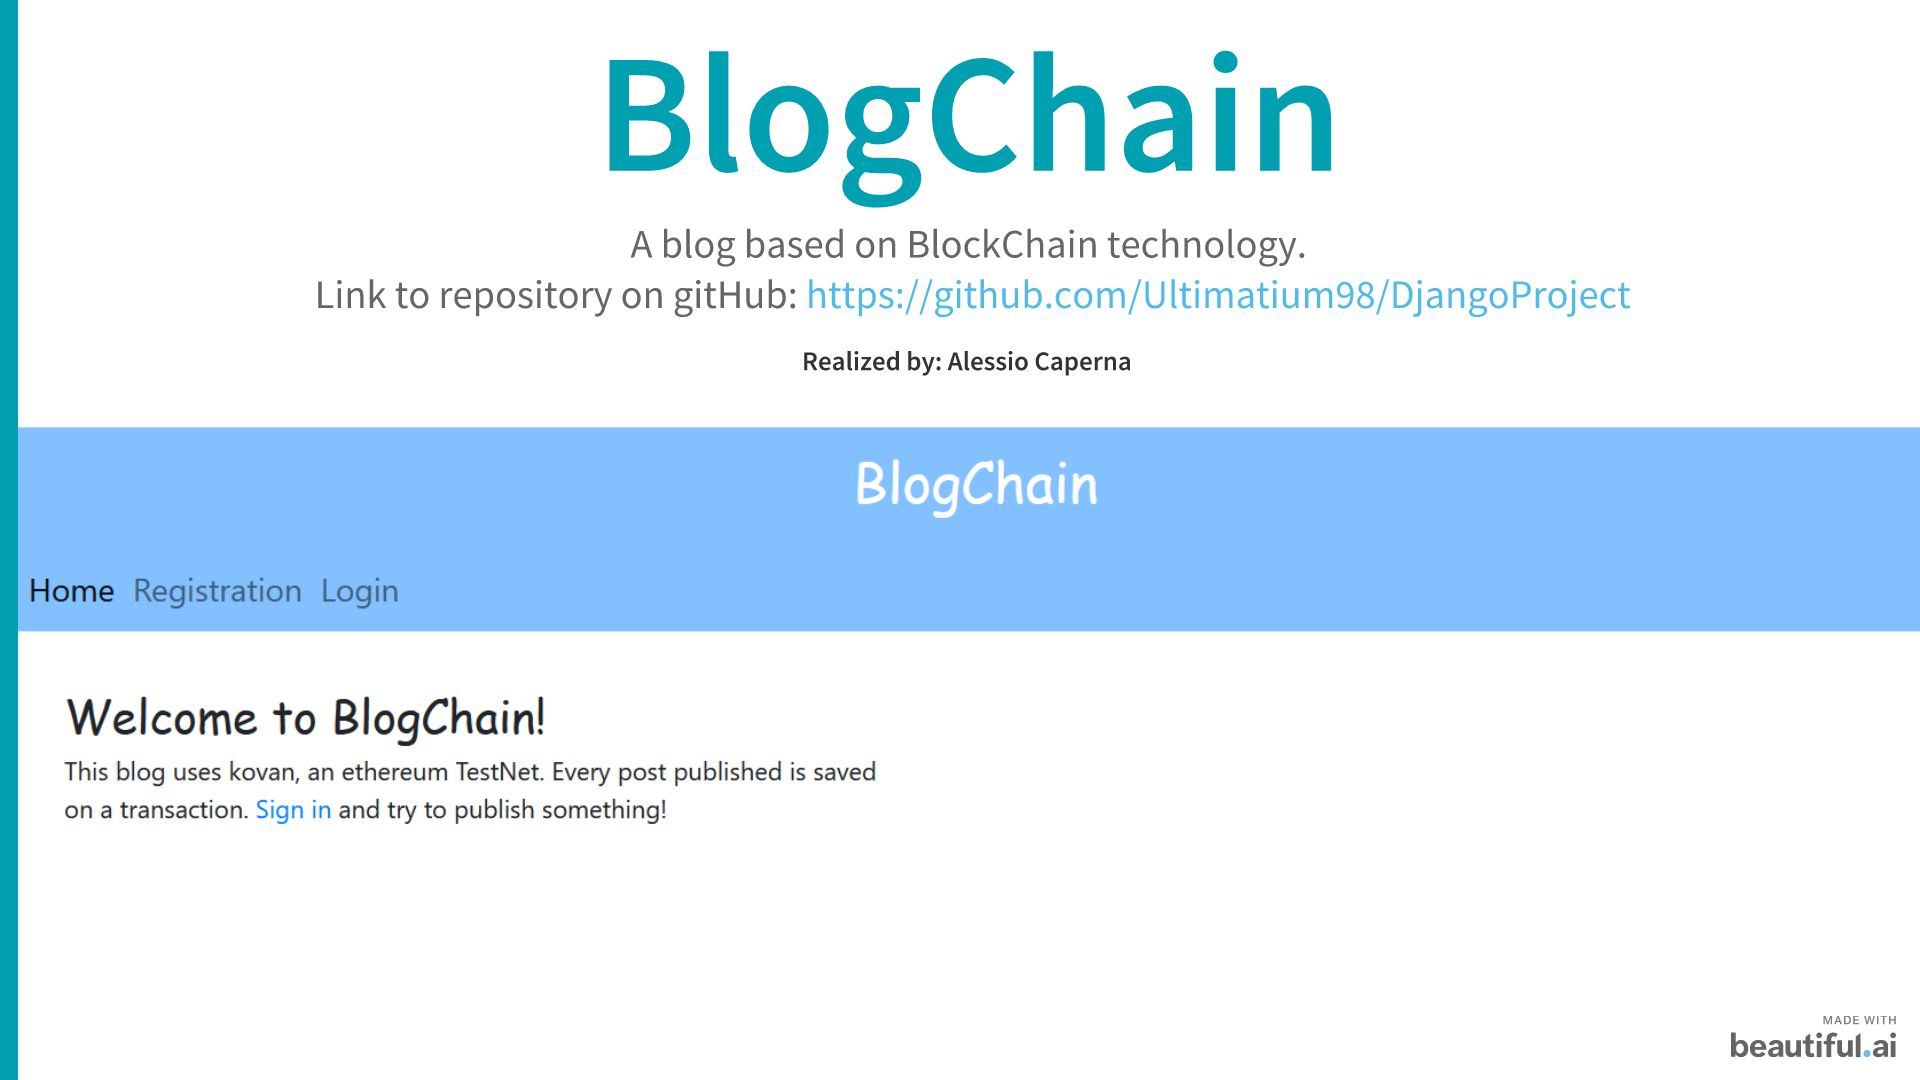 BlogChain
A blog based on BlockChain technology.
Link to repository on gitHub: https://github.com/Ultimatium98/DjangoProject
Realized by: Alessio Caperna
BlogChain
Home Registration Login
Welcome to BlogChain!
This blog uses kovan, an ethereum TestNet. Every post published is saved
on a transaction. Sign in and try to publish something!
MADE WITH
beautiful.ai